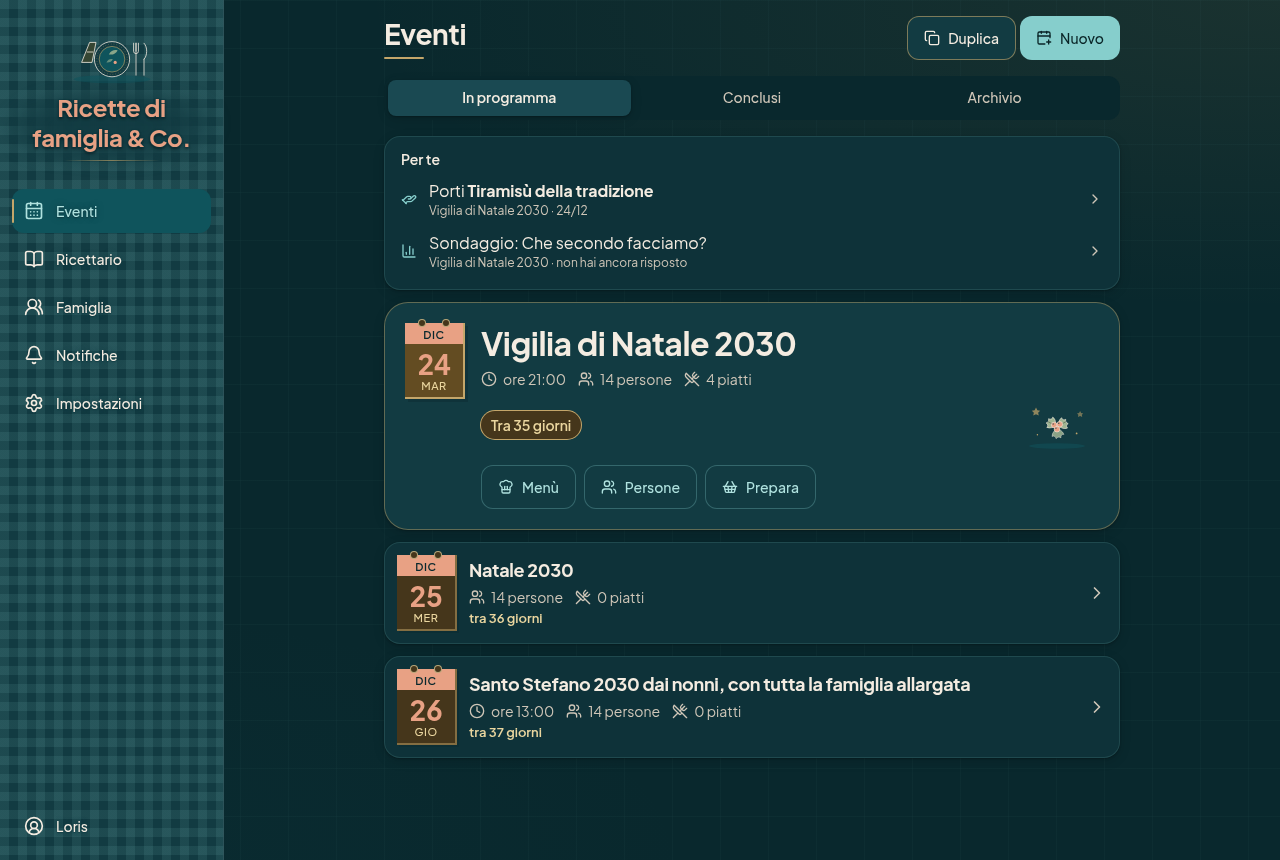 Ricette di
famiglia & Co.
Eventi
Ricettario
Famiglia
Notifiche
Impostazioni
Loris
Eventi
Duplica
Nuovo
In programma
Conclusi
Archivio
Per te
Porti Tiramisù della tradizione
Vigilia di Natale 2030 · 24/12
Sondaggio: Che secondo facciamo?
Vigilia di Natale 2030 · non hai ancora risposto
DIC
24
MAR
Vigilia di Natale 2030
ore 21:00 14 persone 4 piatti
Tra 35 giorni
Menù
Persone
Prepara
DIC
25
MER
Natale 2030
14 persone 0 piatti
tra 36 giorni
DIC
26
GIO
Santo Stefano 2030 dai nonni, con tutta la famiglia allargata
ore 13:00 14 persone 0 piatti
tra 37 giorni